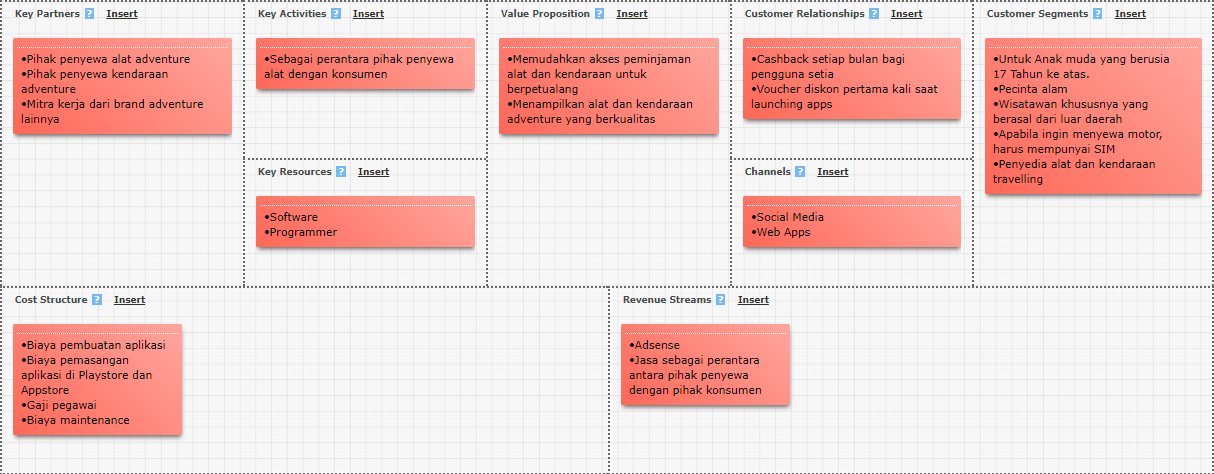 Key Partners ? Insert
•Pihak penyewa alat adventure
•Pihak penyewa kendaraan
adventure
•Mitra kerja dari brand adventure
lainnya
Key Activities ? Insert
•Sebagai perantara pihak penyewa
alat dengan konsumen
Key Resources ? Insert
•Software
•Programmer
Value Proposition ? Insert
•Memudahkan akses peminjaman
alat dan kendaraan untuk
berpetualang
•Menampilkan alat dan kendaraan
adventure yang berkualitas
Customer Relationships ? Insert
•Cashback setiap bulan bagi
pengguna setia
•Voucher diskon pertama kali saat
launching apps
Channels ? Insert
•Social Media
•Web Apps
Customer Segments ? Insert
•Untuk Anak muda yang berusia
17 Tahun ke atas.
•Pecinta alam
•Wisatawan khususnya yang
berasal dari luar daerah
•Apabila ingin menyewa motor,
harus mempunyai SIM
•Penyedia alat dan kendaraan
travelling
Cost Structure ? Insert
•Biaya pembuatan aplikasi
•Biaya pemasangan
aplikasi di Playstore dan
Appstore
•Gaji pegawai
•Biaya maintenance
Revenue Streams ? Insert
•Adsense
•Jasa sebagai perantara
antara pihak penyewa
dengan pihak konsumen